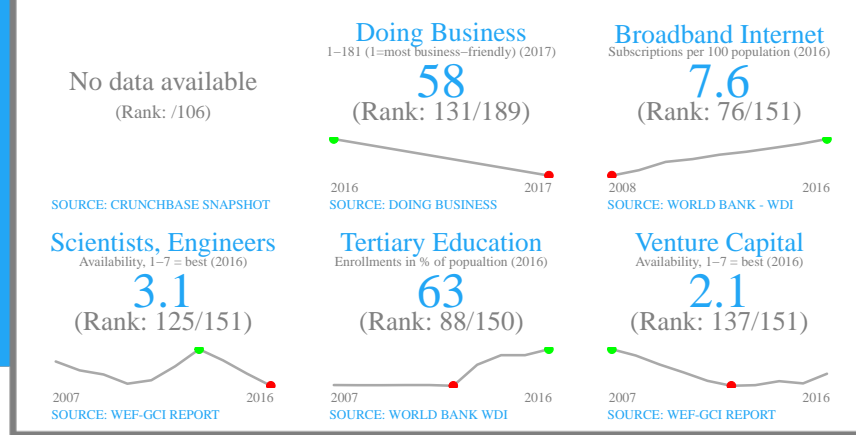 No data available
(Rank: /106)
SOURCE: CRUNCHBASE SNAPSHOT
Doing Business
1−181 (1=most business−friendly) (2017)
58
(Rank: 131/189)
2016 2017
SOURCE: DOING BUSINESS
Broadband Internet
Subscriptions per 100 population (2016)
7.6
(Rank: 76/151)
2008 2016
SOURCE: WORLD BANK - WDI
Scientists, Engineers
Availability, 1−7 = best (2016)
3.1
(Rank: 125/151)
2007 2016
SOURCE: WEF-GCI REPORT
Tertiary Education
Enrollments in % of popualtion (2016)
63
(Rank: 88/150)
2007 2016
SOURCE: WORLD BANK WDI
Venture Capital
Availability, 1−7 = best (2016)
2.1
(Rank: 137/151)
2007 2016
SOURCE: WEF-GCI REPORT